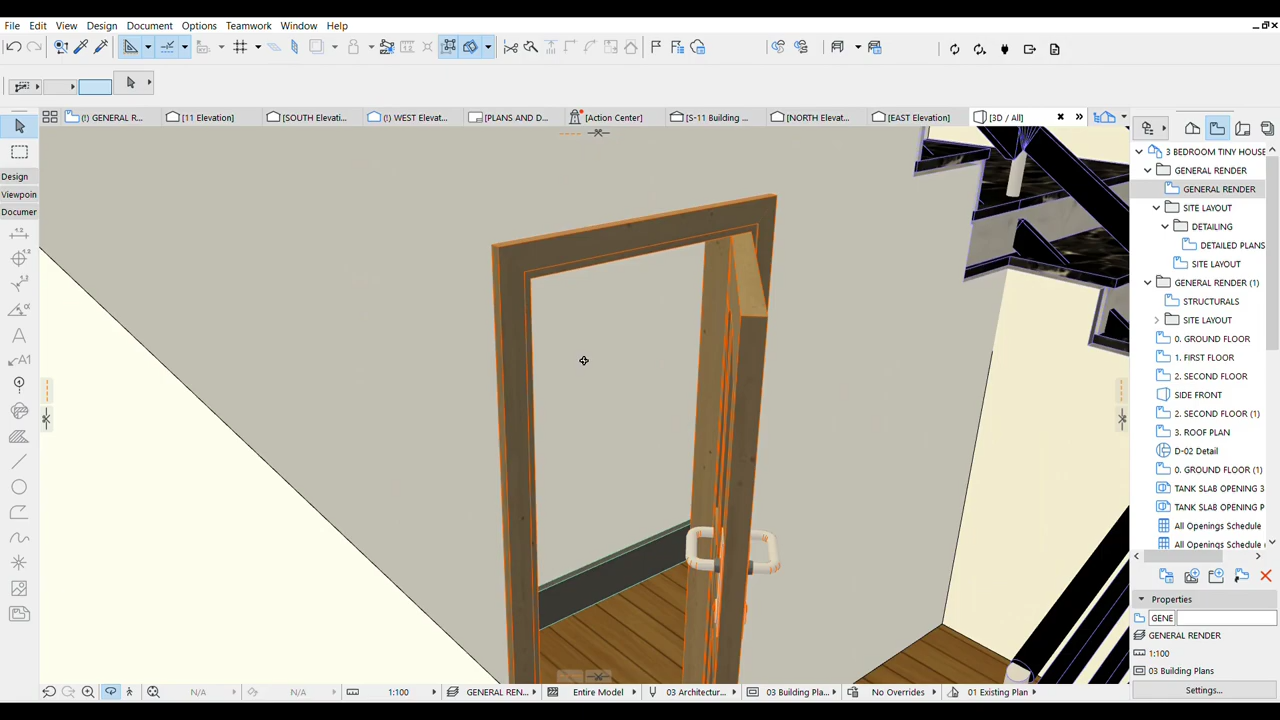 File Edit View Design Document Options Teamwork Window Help
(!) GENERAL R... [11 Elevation] [SOUTH Elevati... (!) WEST Elevat... [PLANS AND D... [Action Center] [S-11 Building ... [NORTH Eleva... [EAST Elevation] [3D / All]
Design
Viewpoin
Documer
3 BEDROOM TINY HOUSE
GENERAL RENDER
GENERAL RENDER
SITE LAYOUT
DETAILING
DETAILED PLANS
SITE LAYOUT
GENERAL RENDER (1)
STRUCTURALS
SITE LAYOUT
0. GROUND FLOOR
1. FIRST FLOOR
2. SECOND FLOOR
SIDE FRONT
2. SECOND FLOOR (1)
3. ROOF PLAN
D-02 Detail
0. GROUND FLOOR (1)
TANK SLAB OPENING 3
TANK SLAB OPENING P
All Openings Schedule
All Openings Schedule (
Properties
GENE
GENERAL RENDER
1:100
03 Building Plans
Settings...
N/A N/A 1:100 GENERAL REN... Entire Model 03 Architectur... 03 Building Pla... No Overrides 01 Existing Plan